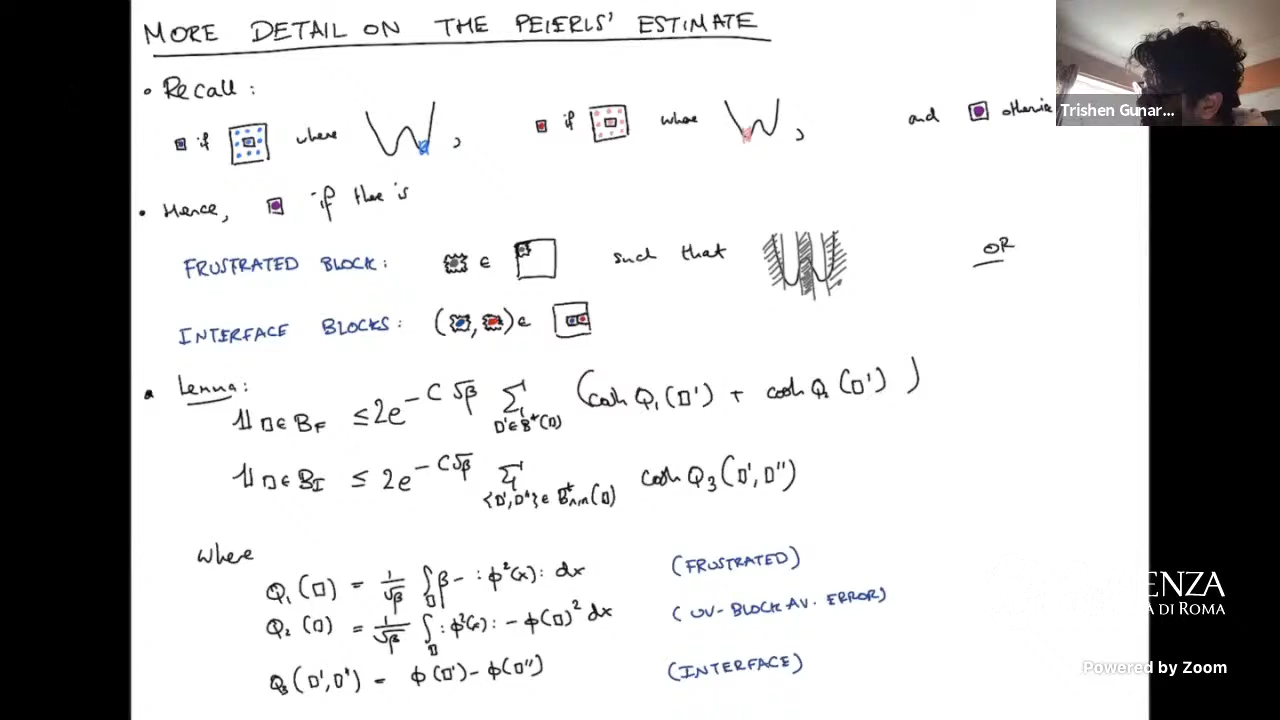 MORE DETAIL ON THE PEIERLS' ESTIMATE
• Recall:
if where , if where , and otherwise
Trishen Gunar...
• Hence, if there is
FRUSTRATED BLOCK: ∈ such that OR
INTERFACE BLOCKS: ( , ) ∈
• Lemma:
𝟙 □∈B_F ≤ 2e^{-C√β} Σ_{□'∈B*(□)} (cosh Q₁(□') + cosh Q₂(□'))
𝟙 □∈B_I ≤ 2e^{-C√β} Σ_{{□',□"}∈B*_{nn}(□)} cosh Q₃(□',□")
where
Q₁(□) = 1/√β ∫_□ β - :φ²(x): dx (FRUSTRATED)
Q₂(□) = 1/√β ∫_□ :φ²(x): - φ(□)² dx (UV-BLOCK AV. ERROR)
Q₃(□',□") = φ(□') - φ(□") (INTERFACE)
ENZA
A DI ROMA
Powered by Zoom